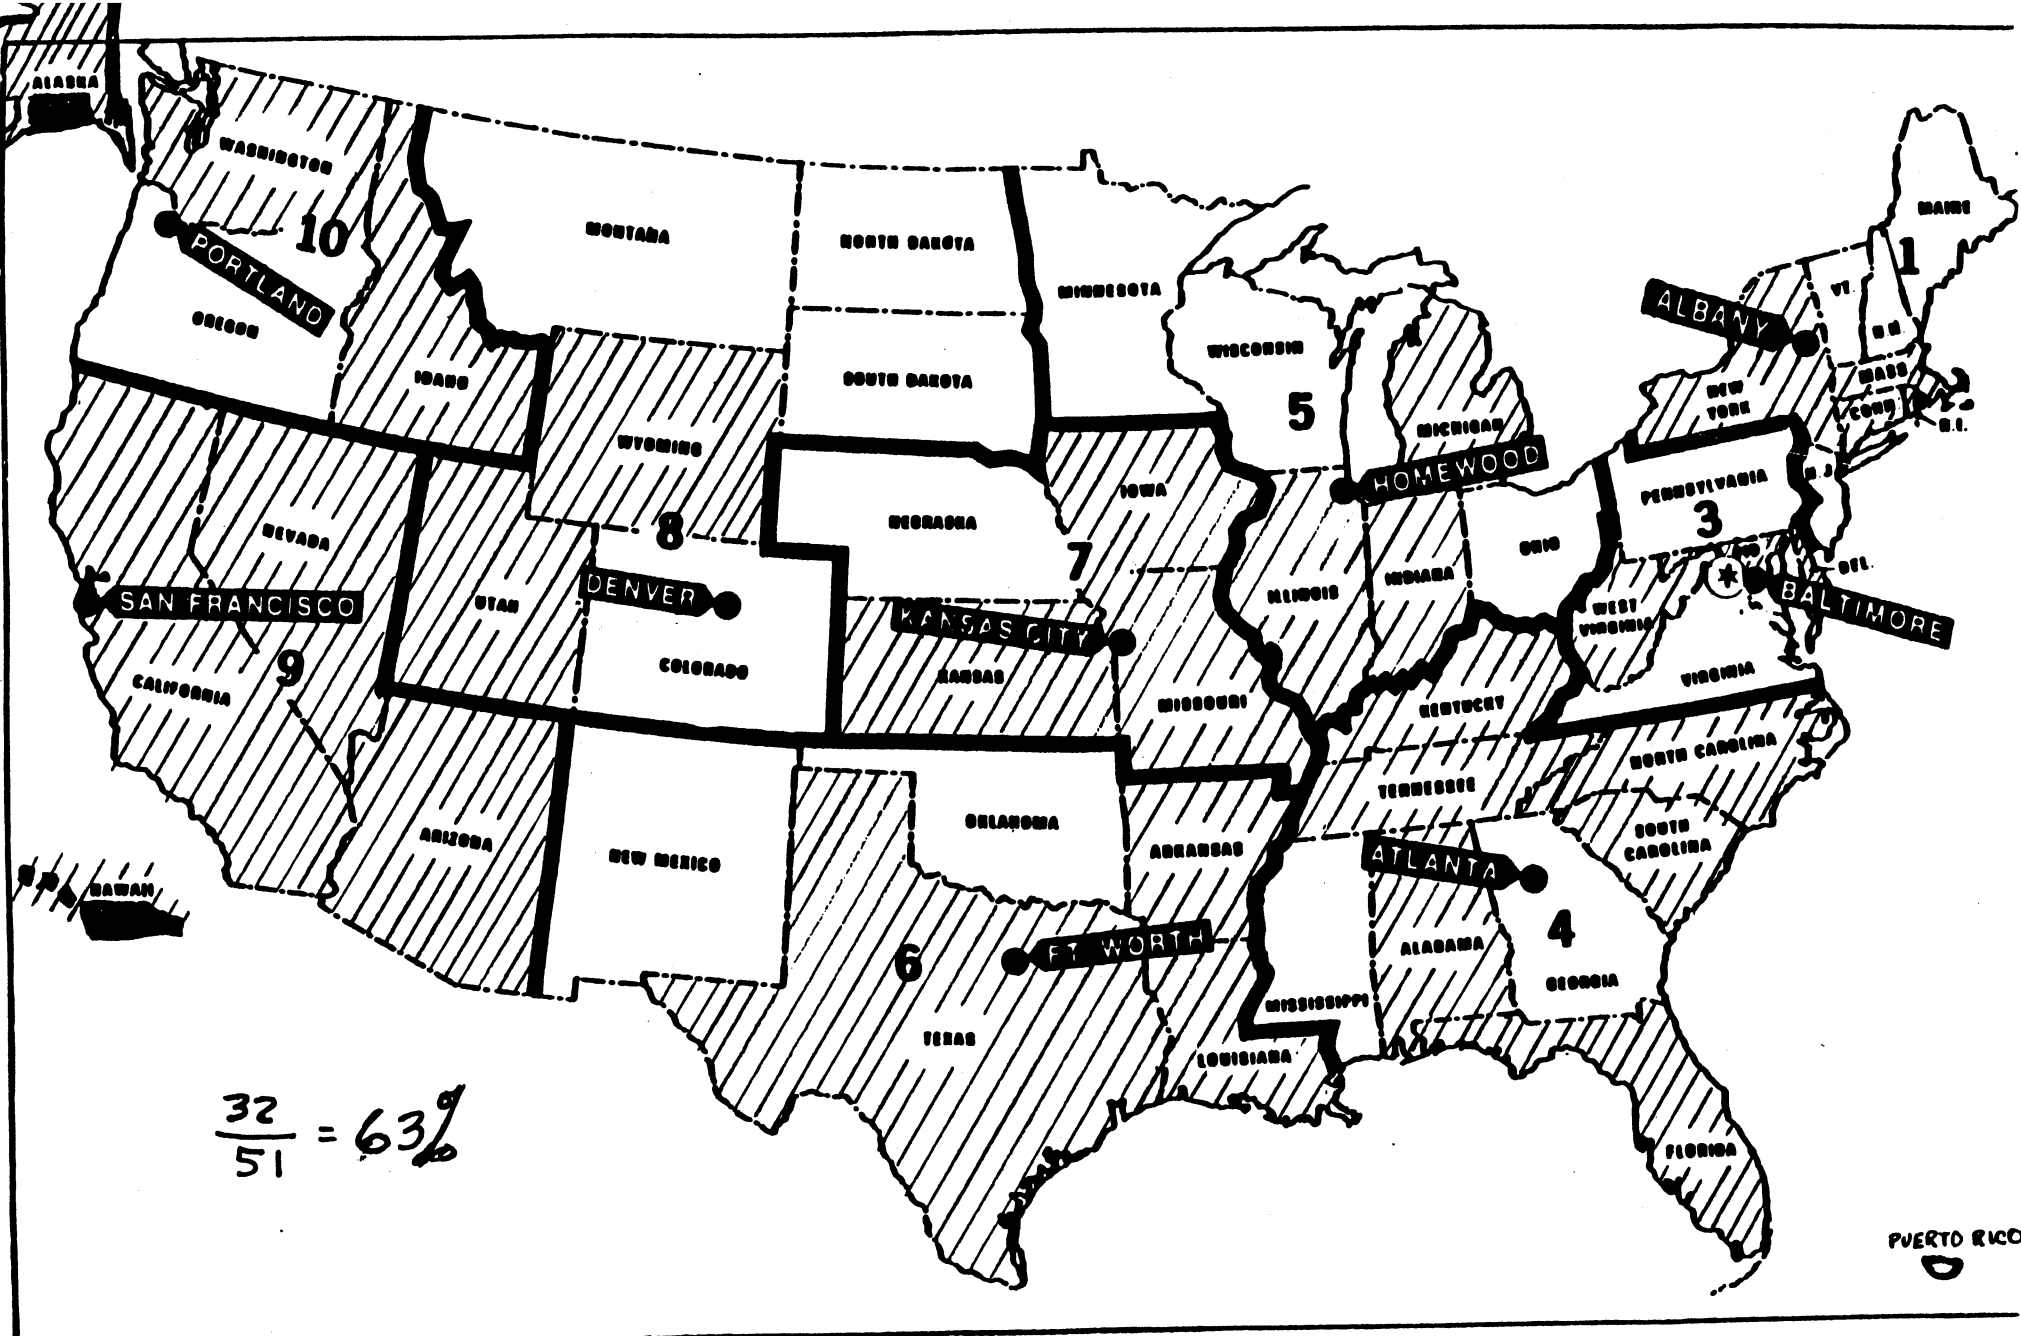 ALASKA
WASHINGTON
10
PORTLAND
OREGON
IDAHO
MONTANA
NORTH DAKOTA
SOUTH DAKOTA
MINNESOTA
WISCONSIN
5
MICHIGAN
HOMEWOOD
MAINE
1
VT.
N H
ALBANY
NEW
YORK
MASS
CONN
R.I.
WYOMING
8
NEBRASKA
IOWA
7
PENNSYLVANIA
3
N.J.
MD
DEL.
BALTIMORE
OHIO
INDIANA
ILLINOIS
WEST
VIRGINIA
VIRGINIA
NEVADA
SAN FRANCISCO
CALIFORNIA
9
UTAH
DENVER
COLORADO
KANSAS CITY
KANSAS
MISSOURI
KENTUCKY
TENNESSEE
NORTH CAROLINA
SOUTH
CAROLINA
HAWAII
ARIZONA
NEW MEXICO
OKLAHOMA
ARKANSAS
6
FT WORTH
TEXAS
LOUISIANA
MISSISSIPPI
ATLANTA
ALABAMA
4
GEORGIA
FLORIDA
PUERTO RICO
32
51
= 63%